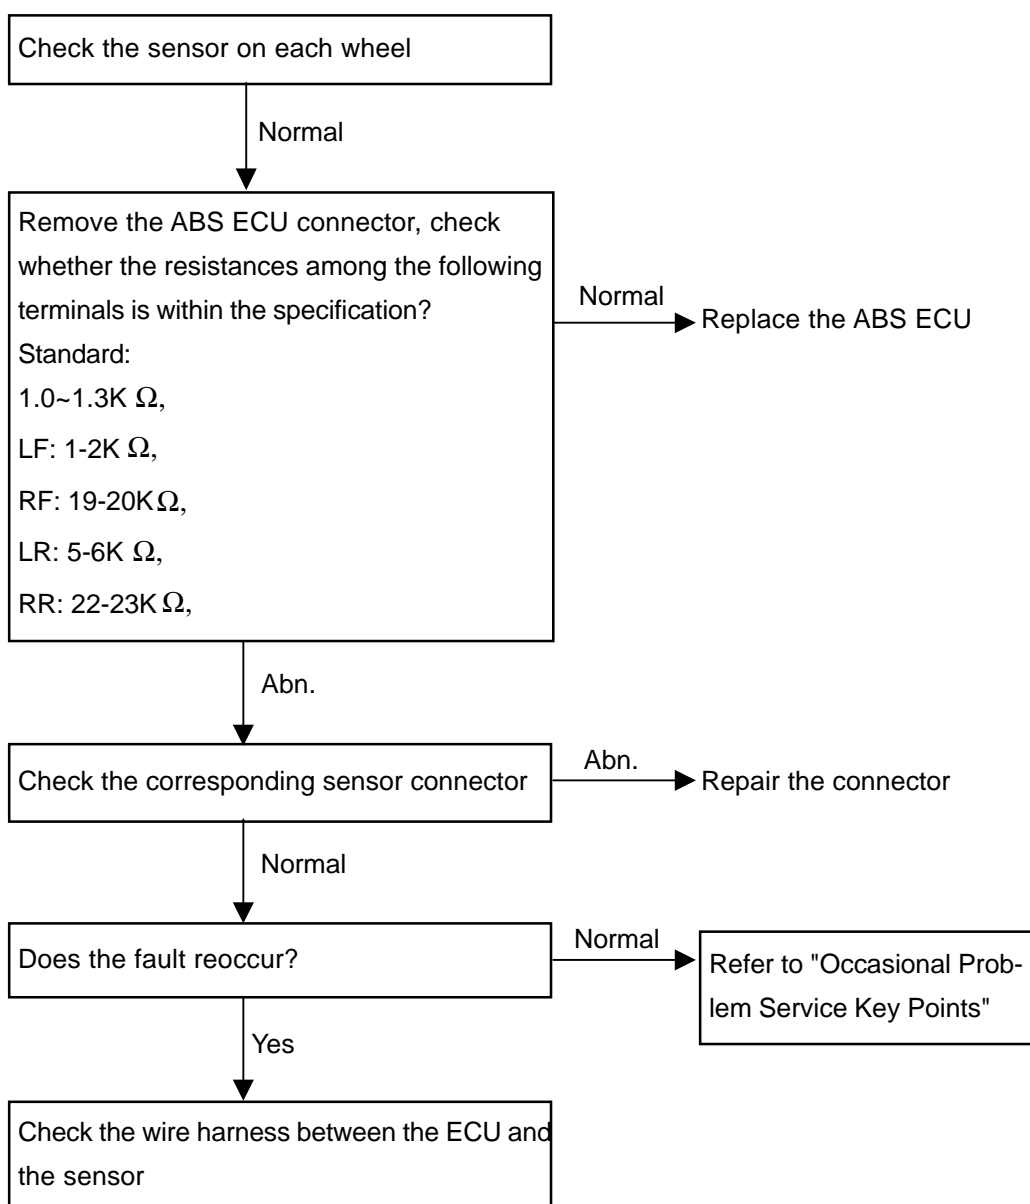 Check the sensor on each wheel
Normal
Remove the ABS ECU connector, check
whether the resistances among the following
terminals is within the specification?
Standard:
1.0~1.3K Ω,
LF: 1-2K Ω,
RF: 19-20K Ω,
LR: 5-6K Ω,
RR: 22-23K Ω,
Normal
Replace the ABS ECU
Abn.
Check the corresponding sensor connector
Abn.
Repair the connector
Normal
Does the fault reoccur?
Normal
Refer to "Occasional Prob-
lem Service Key Points"
Yes
Check the wire harness between the ECU and
the sensor